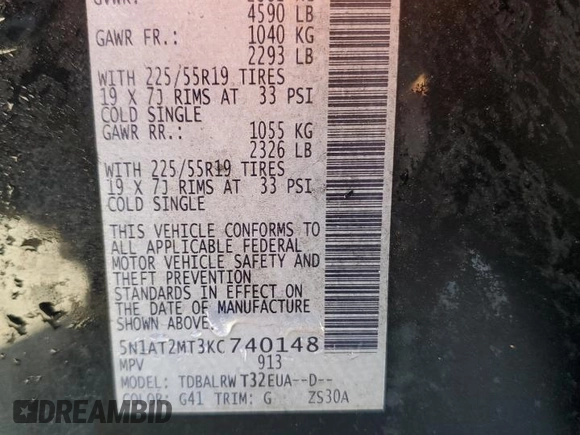 GVWR:
4590 LB
GAWR FR.: 1040 KG
2293 LB
WITH 225/55R19 TIRES
19 X 7J RIMS AT 33 PSI
COLD SINGLE
GAWR RR.: 1055 KG
2326 LB
WITH 225/55R19 TIRES
19 X 7J RIMS AT 33 PSI
COLD SINGLE
THIS VEHICLE CONFORMS TO
ALL APPLICABLE FEDERAL
MOTOR VEHICLE SAFETY AND
THEFT PREVENTION
STANDARDS IN EFFECT ON
THE DATE OF MANUFACTURE
SHOWN ABOVE.
5N1AT2MT3KC740148
MPV 913
MODEL: TDBALRWT32EUA--D--
COLOR: G41 TRIM: G ZS30A
DREAMBID